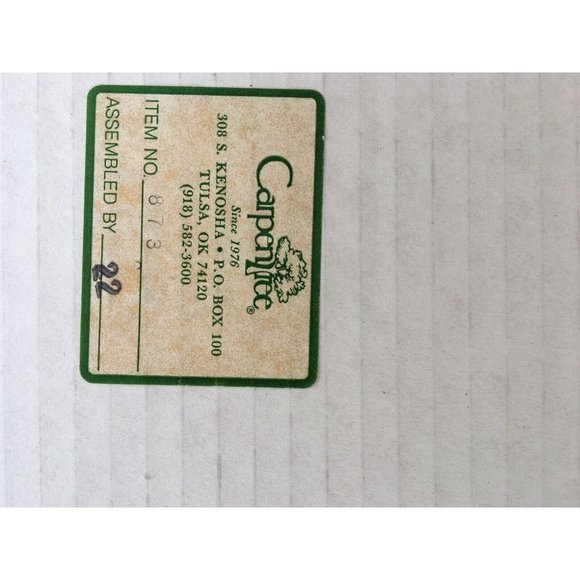 Carpentree®
Since 1976
308 S. KENOSHA • P.O. BOX 100
TULSA, OK 74120
(918) 582-3600
ITEM NO. 873
ASSEMBLED BY 22